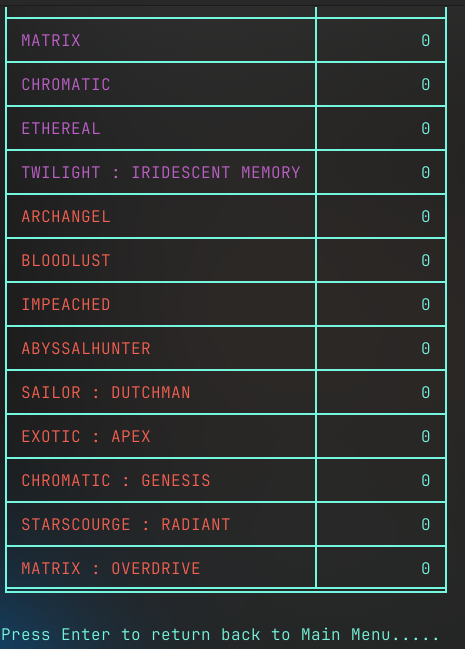 MATRIX 0
CHROMATIC 0
ETHEREAL 0
TWILIGHT : IRIDESCENT MEMORY 0
ARCHANGEL 0
BLOODLUST 0
IMPEACHED 0
ABYSSALHUNTER 0
SAILOR : DUTCHMAN 0
EXOTIC : APEX 0
CHROMATIC : GENESIS 0
STARSCOURGE : RADIANT 0
MATRIX : OVERDRIVE 0
Press Enter to return back to Main Menu.....